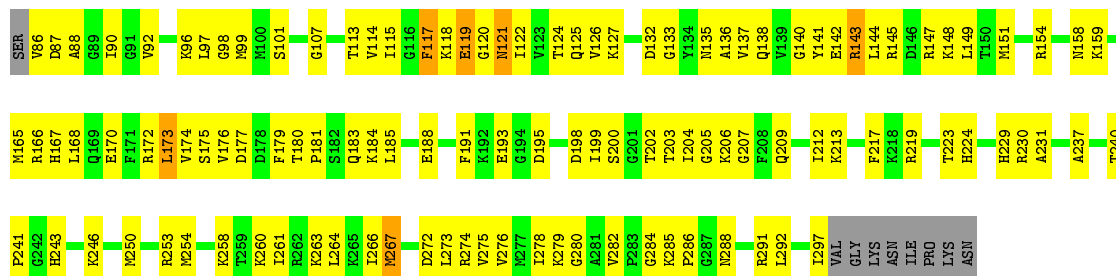 SER V86 D87 A88 G89 I90 G91 V92 K96 L97 G98 M99 M100 S101 G107 T113 V114 I115 G116 F117 K118 E119 G120 N121 I122 V123 T124 Q125 V126 K127 D132 G133 Y134 N135 A136 V137 Q138 V139 G140 Y141 E142 R143 L144 R145 D146 R147 K148 L149 T150 M151 R154 N158 K159
M165 R166 H167 L168 Q169 E170 F171 R172 L173 V174 S175 V176 D177 D178 F179 T180 P181 S182 Q183 K184 L185 E188 F191 K192 E193 G194 D195 D198 I199 S200 G201 T202 T203 I204 G205 K206 G207 F208 Q209 I212 K213 F217 K218 R219 T223 H224 H229 R230 A231 A237 T240
P241 G242 H243 K246 M250 R253 M254 K258 T259 K260 I261 R262 K263 L264 K265 I266 M267 D272 L273 R274 V275 V276 M277 I278 K279 G280 A281 V282 P283 G284 K285 P286 G287 N288 R291 L292 I297 VAL GLY LYS ASN ILE PRO LYS ASN